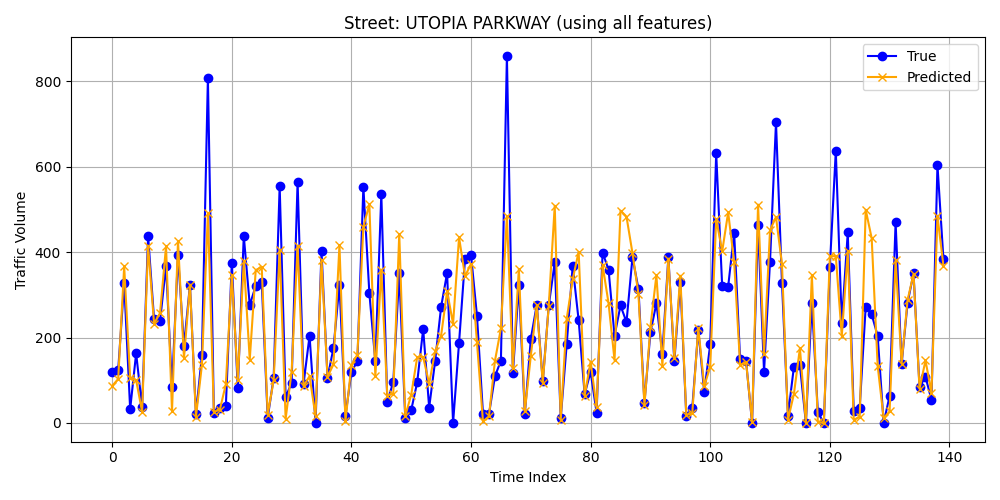 Street: UTOPIA PARKWAY (using all features)
True
Predicted
Traffic Volume
800
600
400
200
0
0 20 40 60 80 100 120 140
Time Index